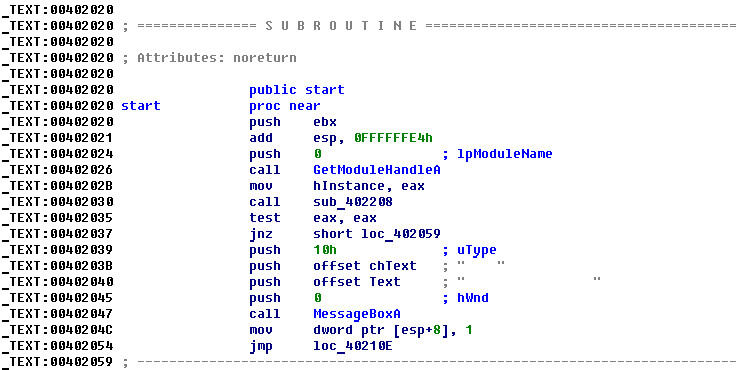 _TEXT:00402020
_TEXT:00402020 ; =============== S U B R O U T I N E =======================================
_TEXT:00402020
_TEXT:00402020 ; Attributes: noreturn
_TEXT:00402020
_TEXT:00402020 public start
_TEXT:00402020 start proc near
_TEXT:00402020 push ebx
_TEXT:00402021 add esp, 0FFFFFFE4h
_TEXT:00402024 push 0 ; lpModuleName
_TEXT:00402026 call GetModuleHandleA
_TEXT:0040202B mov hInstance, eax
_TEXT:00402030 call sub_402208
_TEXT:00402035 test eax, eax
_TEXT:00402037 jnz short loc_402059
_TEXT:00402039 push 10h ; uType
_TEXT:0040203B push offset chText ; " "
_TEXT:00402040 push offset Text ; " "
_TEXT:00402045 push 0 ; hWnd
_TEXT:00402047 call MessageBoxA
_TEXT:0040204C mov dword ptr [esp+8], 1
_TEXT:00402054 jmp loc_40210E
_TEXT:00402059 ; ---------------------------------------------------------------------------